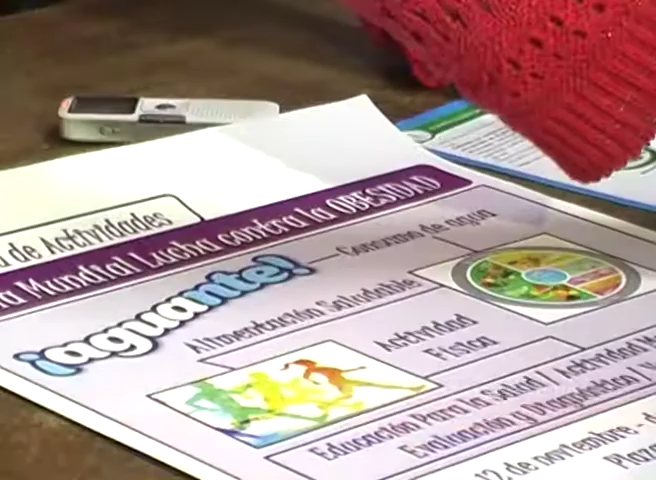 de Actividades
Mundial Lucha contra la OBESIDAD
¡aguante!
Consumo de agua
Alimentación Saludable
Actividad
Física
Educación Para la Salud / Actividad
Evaluación y Diagnóstico /
12 de noviembre -
Plaza